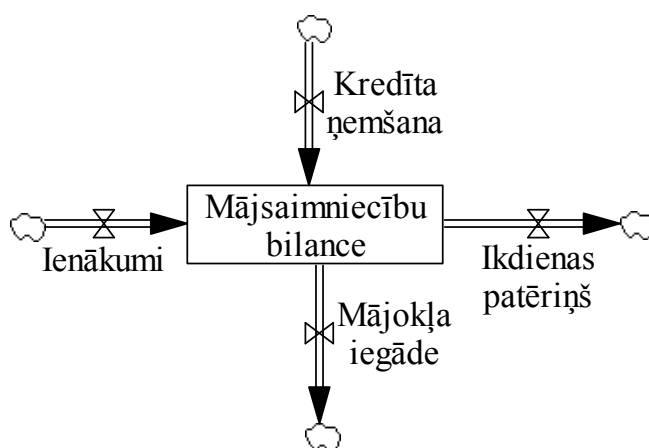 Kredīta
ņemšana
Mājsaimniecību
bilance
Ienākumi
Ikdienas
patēriņš
Mājokļa
iegāde